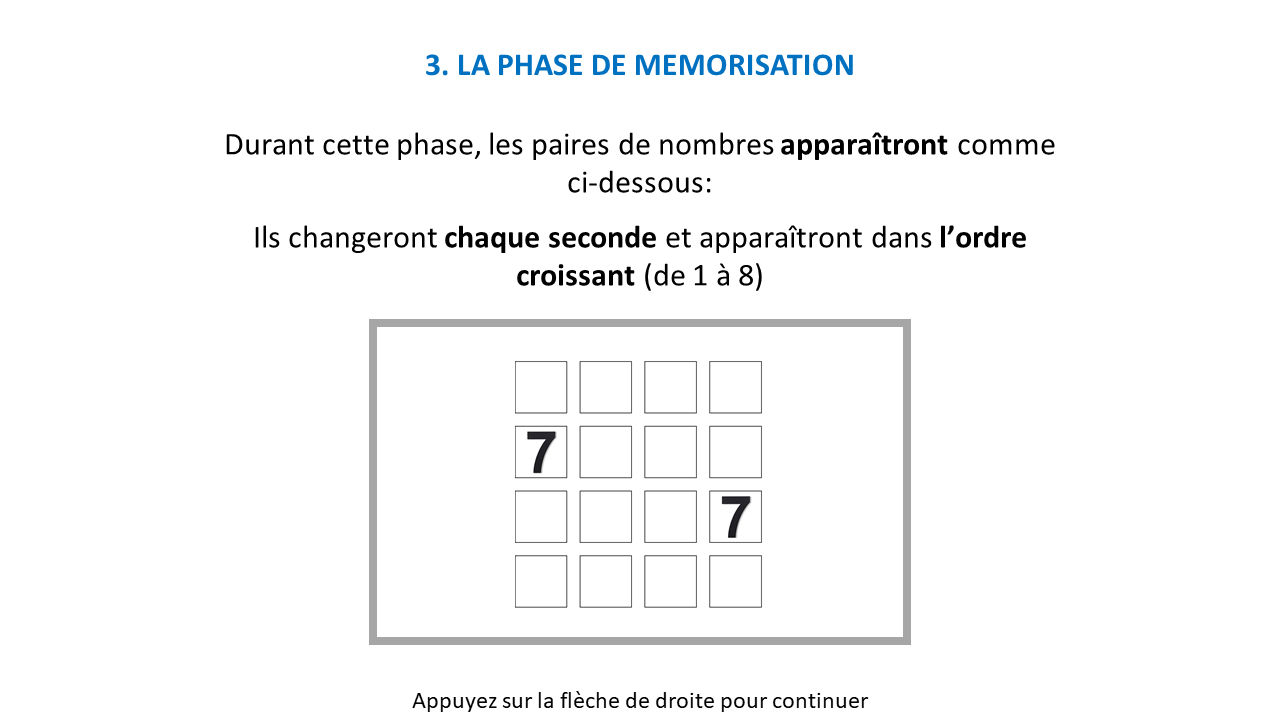 3. LA PHASE DE MEMORISATION
Durant cette phase, les paires de nombres apparaîtront comme
ci-dessous:
Ils changeront chaque seconde et apparaîtront dans l’ordre
croissant (de 1 à 8)
7
7
Appuyez sur la flèche de droite pour continuer